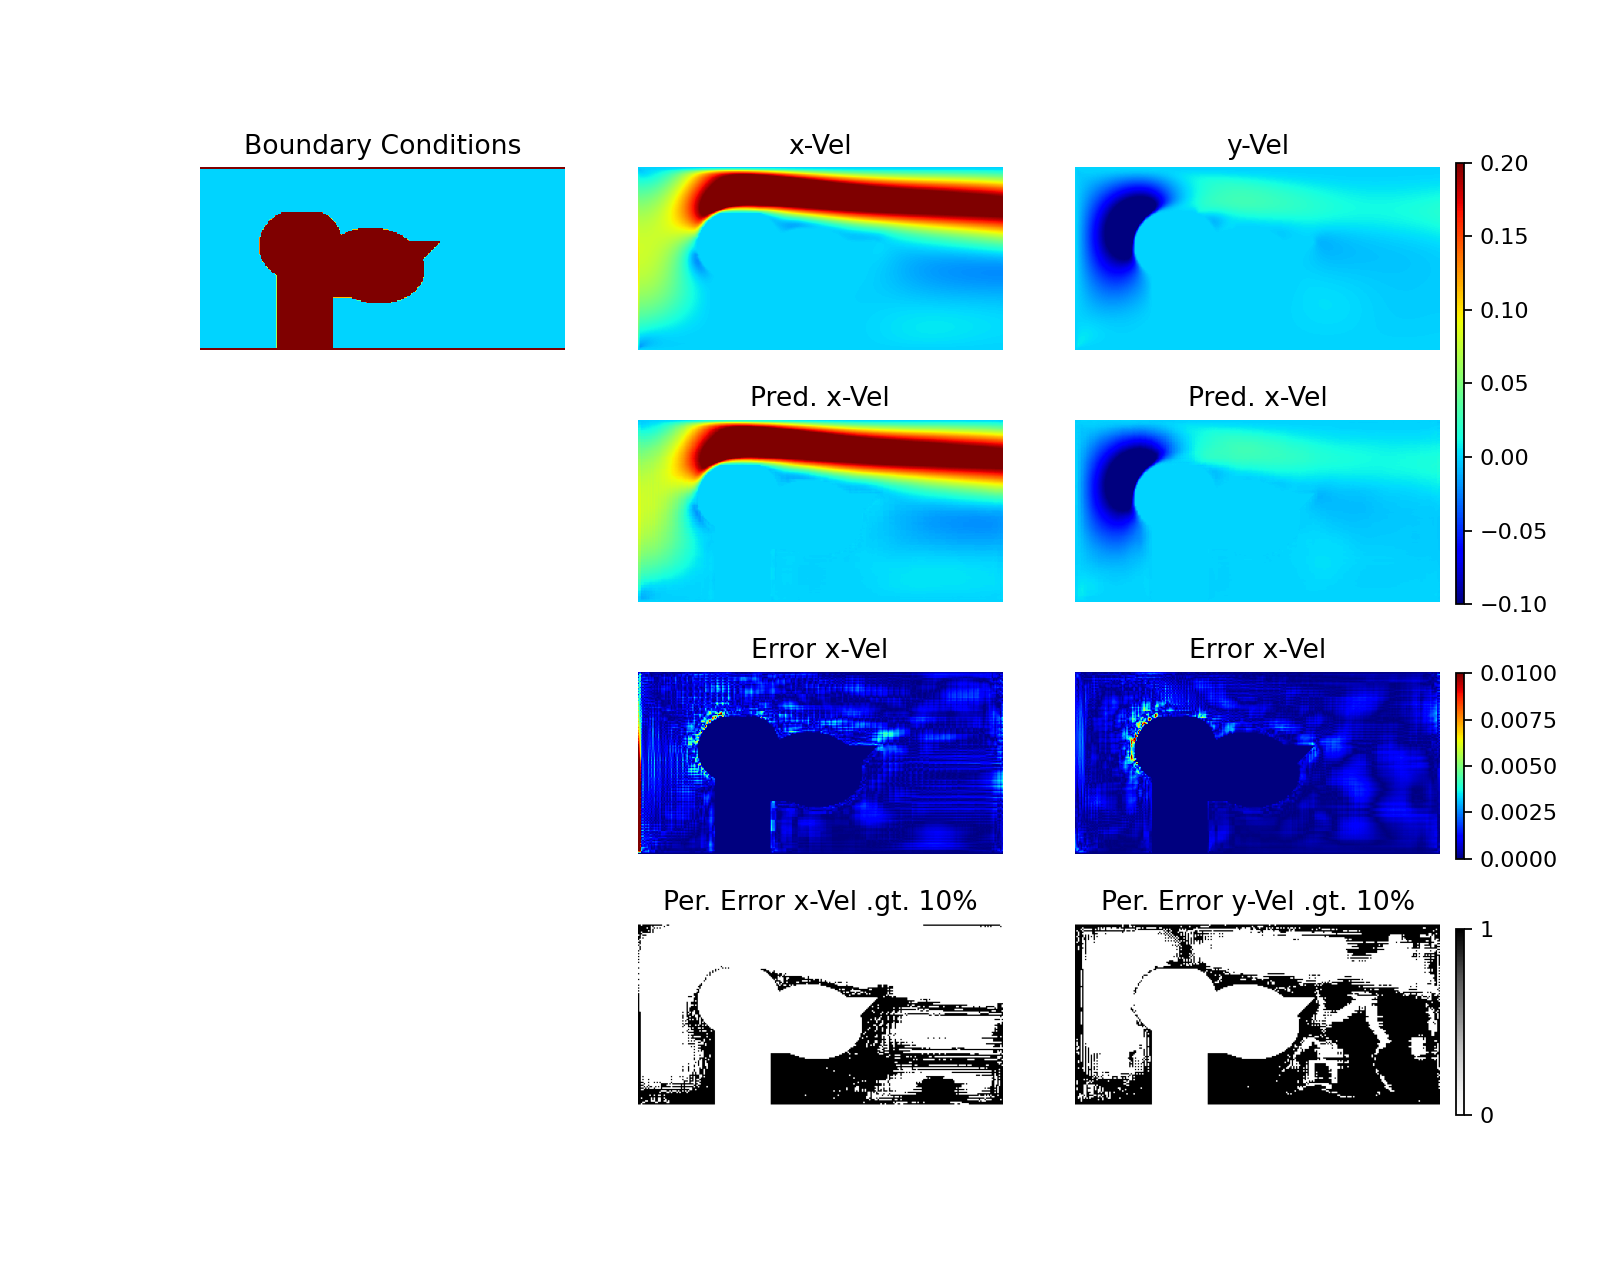 Boundary Conditions
x-Vel
y-Vel
0.20
0.15
0.10
0.05
0.00
−0.05
−0.10
Pred. x-Vel
Pred. x-Vel
Error x-Vel
Error x-Vel
0.0100
0.0075
0.0050
0.0025
0.0000
Per. Error x-Vel .gt. 10%
Per. Error y-Vel .gt. 10%
1
0